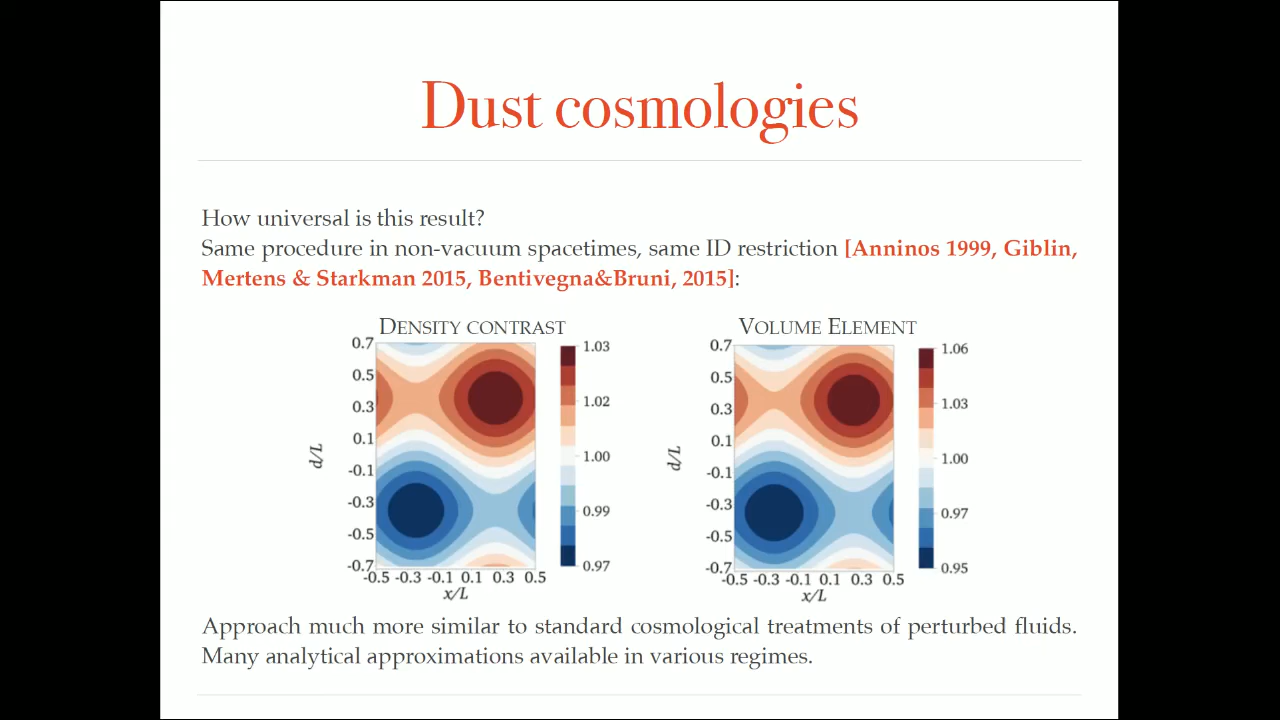 Dust cosmologies
How universal is this result?
Same procedure in non-vacuum spacetimes, same ID restriction [Anninos 1999, Giblin,
Mertens & Starkman 2015, Bentivegna&Bruni, 2015]:
DENSITY CONTRAST
0.7
0.5
0.3
0.1
-0.1
-0.3
-0.5
-0.7
d/L
-0.5 -0.3 -0.1 0.1 0.3 0.5
x/L
1.03
1.02
1.00
0.99
0.97
VOLUME ELEMENT
0.7
0.5
0.3
0.1
-0.1
-0.3
-0.5
-0.7
d/L
-0.5 -0.3 -0.1 0.1 0.3 0.5
x/L
1.06
1.03
1.00
0.97
0.95
Approach much more similar to standard cosmological treatments of perturbed fluids.
Many analytical approximations available in various regimes.